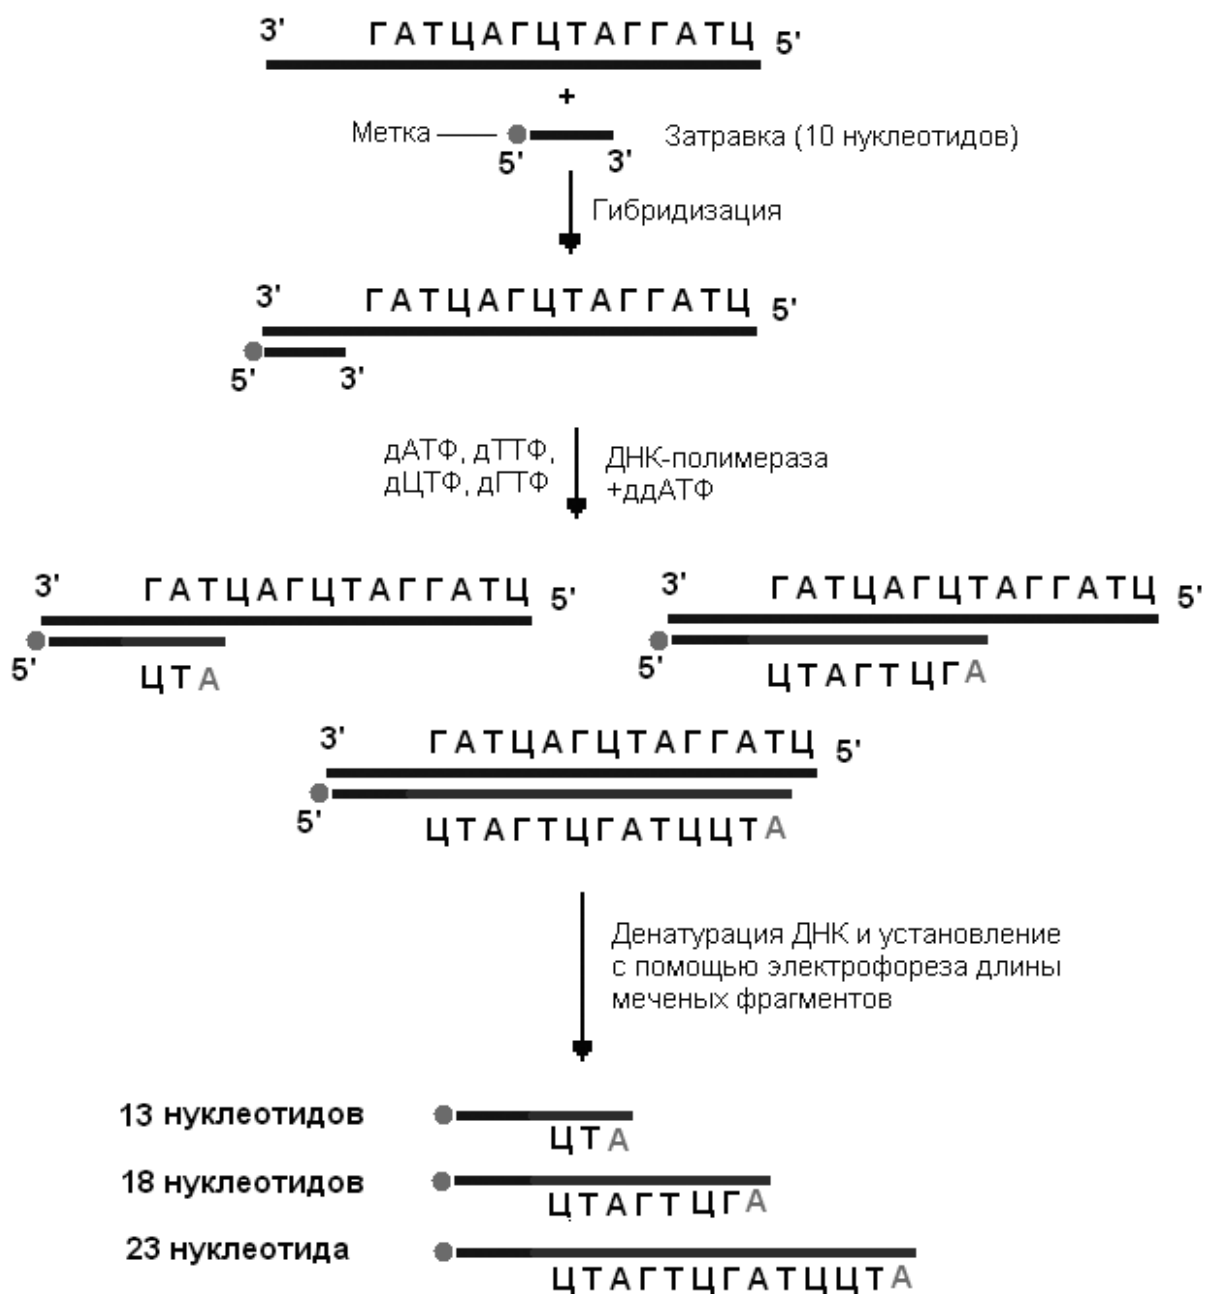 3' ГАТЦАГЦТАГГАТЦ 5'
+
Метка
Затравка (10 нуклеотидов)
5' 3'
Гибридизация
3' ГАТЦАГЦТАГГАТЦ 5'
5' 3'
дАТФ, дТТФ,
дЦТФ, дГТФ
ДНК-полимераза
+ддАТФ
3' ГАТЦАГЦТАГГАТЦ 5'
5'
ЦТА
3' ГАТЦАГЦТАГГАТЦ 5'
5'
ЦТАГТЦГА
3' ГАТЦАГЦТАГГАТЦ 5'
5'
ЦТАГТЦГАТЦЦТА
Денатурация ДНК и установление
с помощью электрофореза длины
меченых фрагментов
13 нуклеотидов
ЦТА
18 нуклеотидов
ЦТАГТЦГА
23 нуклеотида
ЦТАГТЦГАТЦЦТА